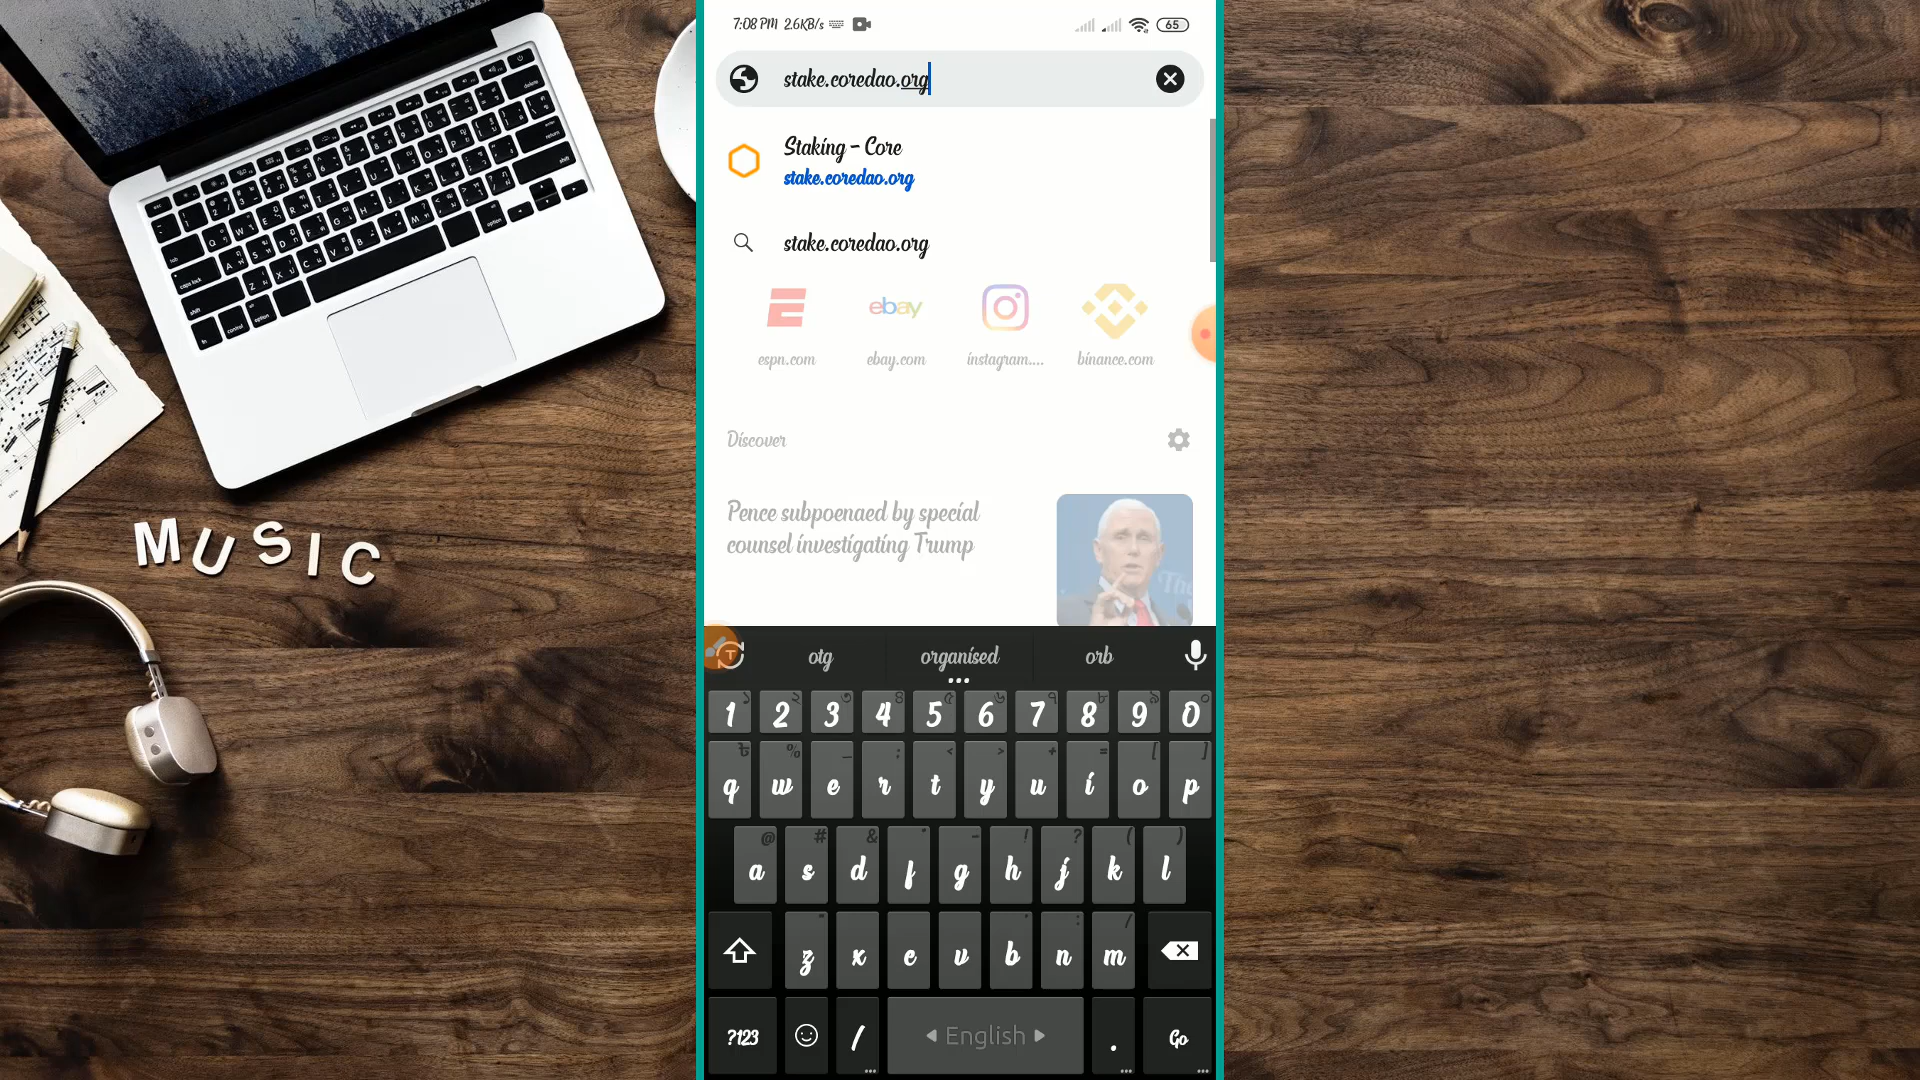 7:08 PM 2.6KB/s
65
stake.coredao.org
Staking - Core
stake.coredao.org
stake.coredao.org
ebay
espn.com
ebay.com
instagram....
binance.com
Discover
Pence subpoenaed by special
counsel investigating Trump
otg organised orb
1 2 3 4 5 6 7 8 9 0
q w e r t y u i o p
a s d f g h j k l
z x c v b n m
?123 / English . Go
MUSIC